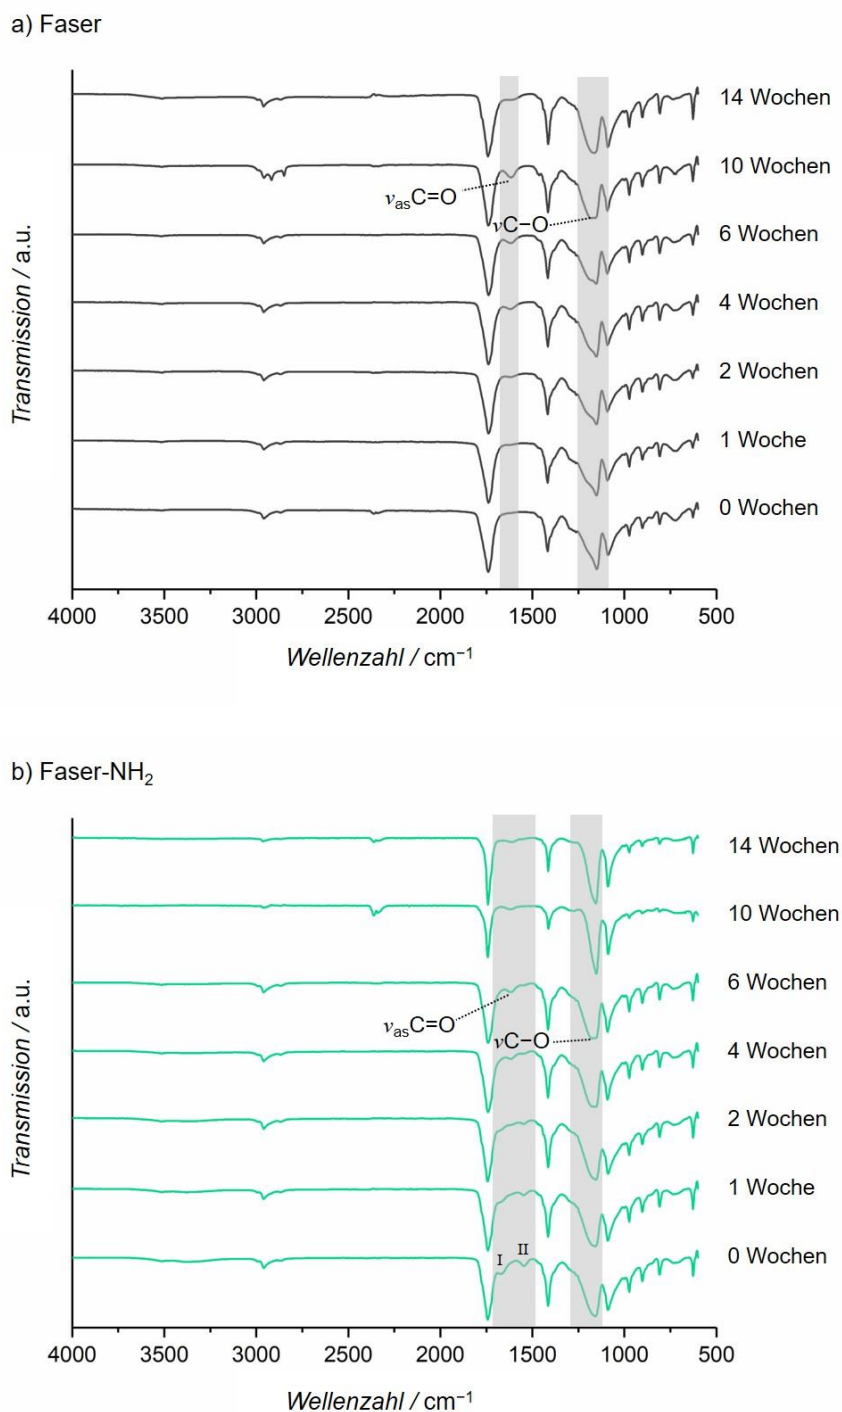 a) Faser
14 Wochen
10 Wochen
νasC=O
νC−O
6 Wochen
4 Wochen
2 Wochen
1 Woche
0 Wochen
Transmission / a.u.
4000 3500 3000 2500 2000 1500 1000 500
Wellenzahl / cm⁻¹
b) Faser-NH₂
14 Wochen
10 Wochen
6 Wochen
νasC=O
νC−O
4 Wochen
2 Wochen
1 Woche
I II
0 Wochen
Transmission / a.u.
4000 3500 3000 2500 2000 1500 1000 500
Wellenzahl / cm⁻¹